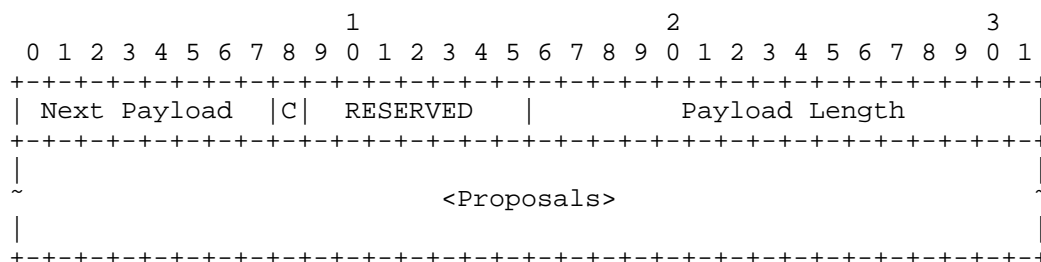 1                   2                   3
 0 1 2 3 4 5 6 7 8 9 0 1 2 3 4 5 6 7 8 9 0 1 2 3 4 5 6 7 8 9 0 1
+-+-+-+-+-+-+-+-+-+-+-+-+-+-+-+-+-+-+-+-+-+-+-+-+-+-+-+-+-+-+-+-+
| Next Payload  |C|  RESERVED   |         Payload Length        |
+-+-+-+-+-+-+-+-+-+-+-+-+-+-+-+-+-+-+-+-+-+-+-+-+-+-+-+-+-+-+-+-+
|                                                               |
~                          <Proposals>                          ~
|                                                               |
+-+-+-+-+-+-+-+-+-+-+-+-+-+-+-+-+-+-+-+-+-+-+-+-+-+-+-+-+-+-+-+-+